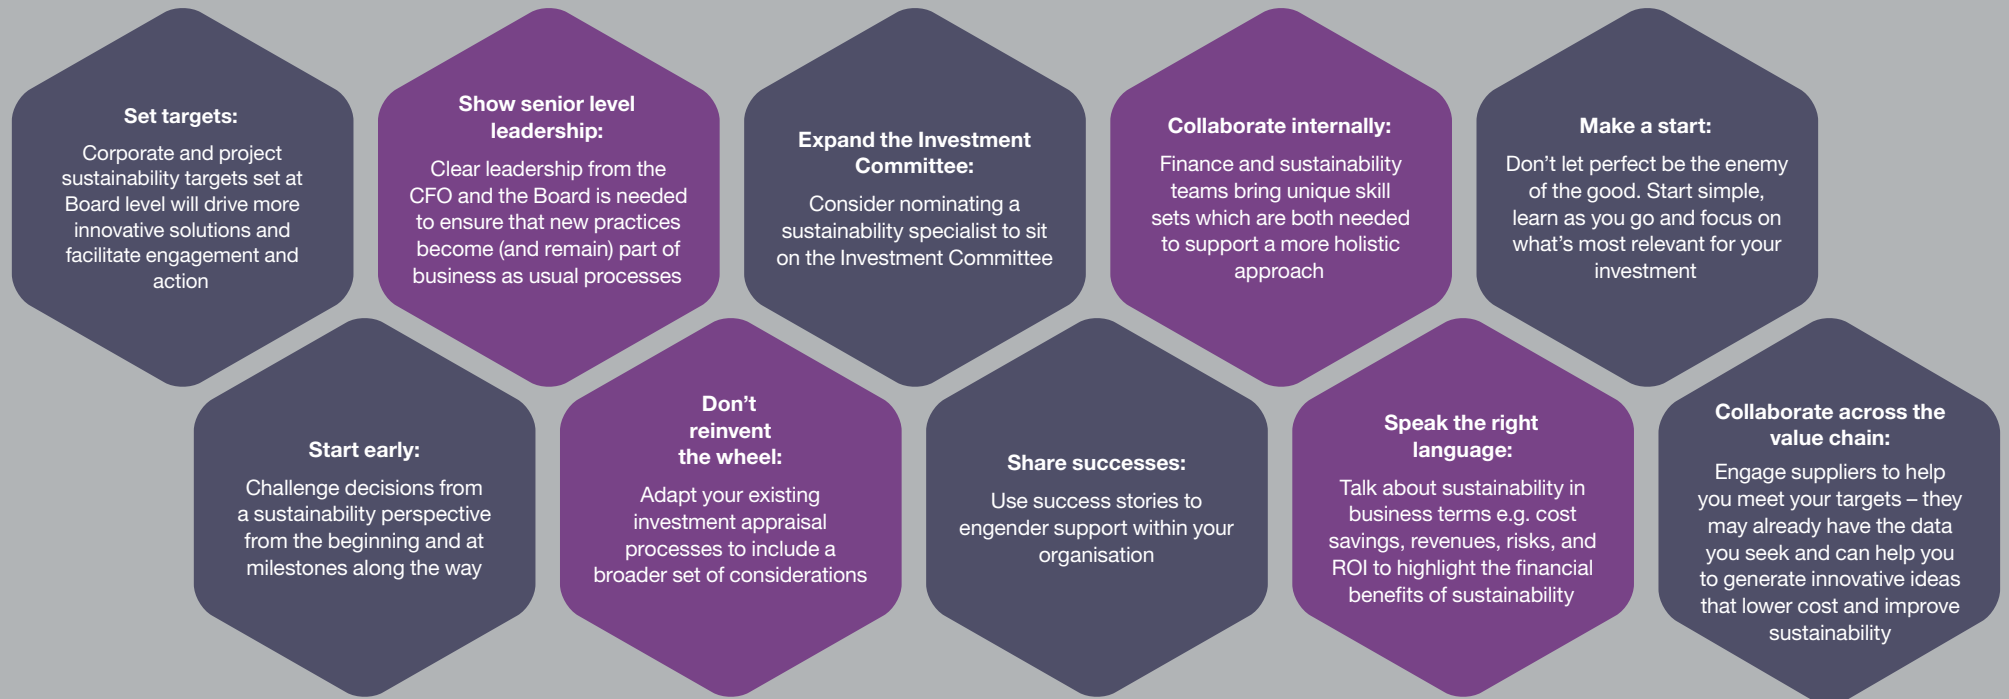 Set targets:
Corporate and project
sustainability targets set at
Board level will drive more
innovative solutions and
facilitate engagement and
action
Show senior level
leadership:
Clear leadership from the
CFO and the Board is needed
to ensure that new practices
become (and remain) part of
business as usual processes
Expand the Investment
Committee:
Consider nominating a
sustainability specialist to sit
on the Investment Committee
Collaborate internally:
Finance and sustainability
teams bring unique skill
sets which are both needed
to support a more holistic
approach
Make a start:
Don’t let perfect be the enemy
of the good. Start simple,
learn as you go and focus on
what’s most relevant for your
investment
Start early:
Challenge decisions from
a sustainability perspective
from the beginning and at
milestones along the way
Don’t
reinvent
the wheel:
Adapt your existing
investment appraisal
processes to include a
broader set of considerations
Share successes:
Use success stories to
engender support within your
organisation
Speak the right
language:
Talk about sustainability in
business terms e.g. cost
savings, revenues, risks, and
ROI to highlight the financial
benefits of sustainability
Collaborate across the
value chain:
Engage suppliers to help
you meet your targets – they
may already have the data
you seek and can help you
to generate innovative ideas
that lower cost and improve
sustainability